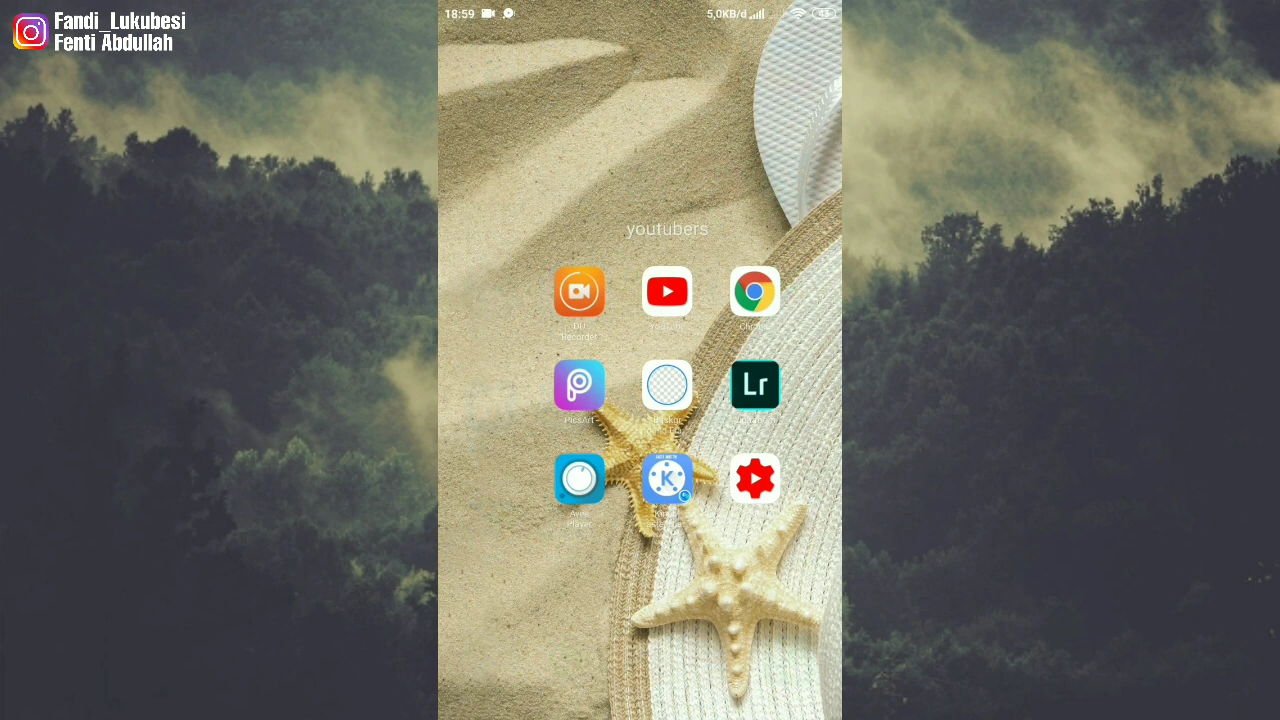 Fandi_Lukubesi
Fenti Abdullah
18:59
5,0KB/d
youtubers
DU
Recorder
YouTube
Chrome
PicsArt
Lr
Avee
Player
K